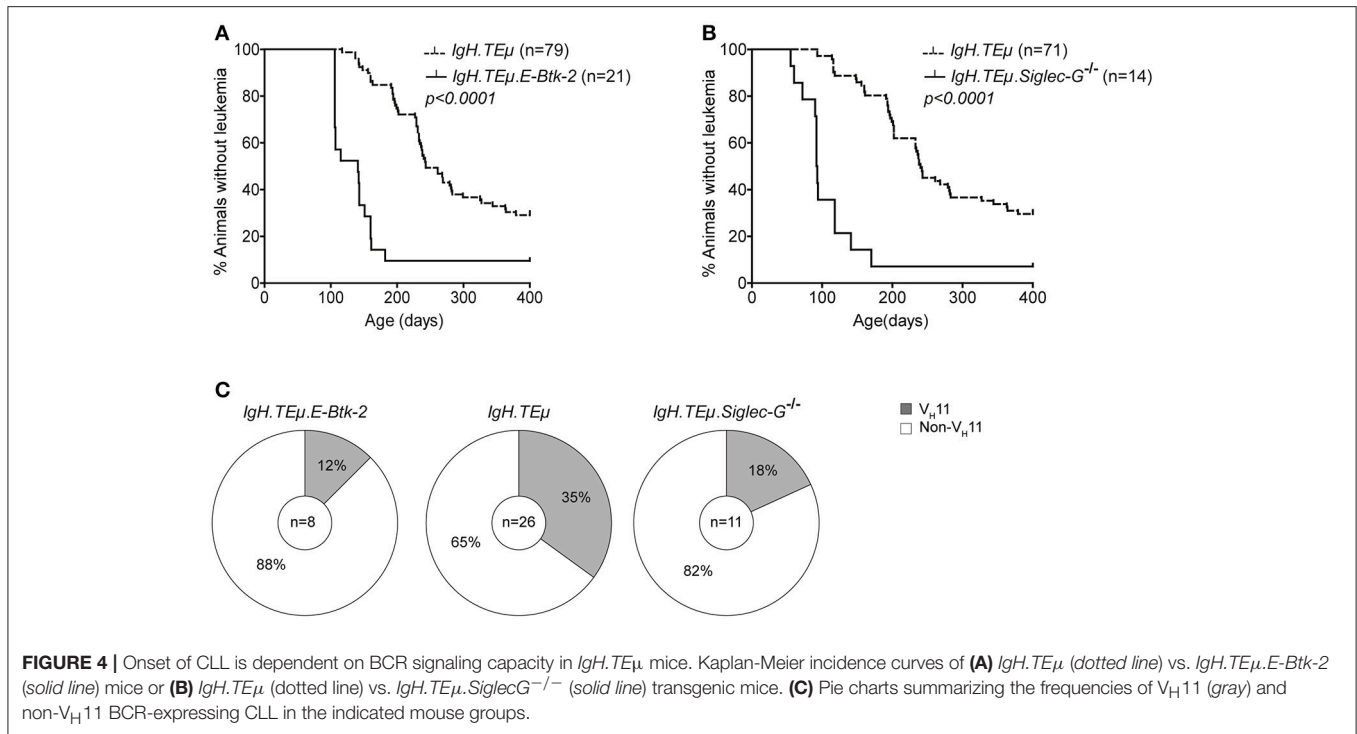 A
IgH.TEµ (n=79)
IgH.TEµ.E-Btk-2 (n=21)
p<0.0001
% Animals without leukemia
100
80
60
40
20
0
0 100 200 300 400
Age (days)
B
IgH.TEµ (n=71)
IgH.TEµ.Siglec-G-/- (n=14)
p<0.0001
% Animals without leukemia
100
80
60
40
20
0
0 100 200 300 400
Age(days)
C
IgH.TEµ.E-Btk-2
12%
n=8
88%
IgH.TEµ
35%
n=26
65%
IgH.TEµ.Siglec-G-/-
18%
n=11
82%
VH11
Non-VH11
FIGURE 4 | Onset of CLL is dependent on BCR signaling capacity in IgH.TEμ mice. Kaplan-Meier incidence curves of (A) IgH.TEμ (dotted line) vs. IgH.TEμ.E-Btk-2
(solid line) mice or (B) IgH.TEμ (dotted line) vs. IgH.TEμ.SiglecG−/− (solid line) transgenic mice. (C) Pie charts summarizing the frequencies of VH11 (gray) and
non-VH11 BCR-expressing CLL in the indicated mouse groups.